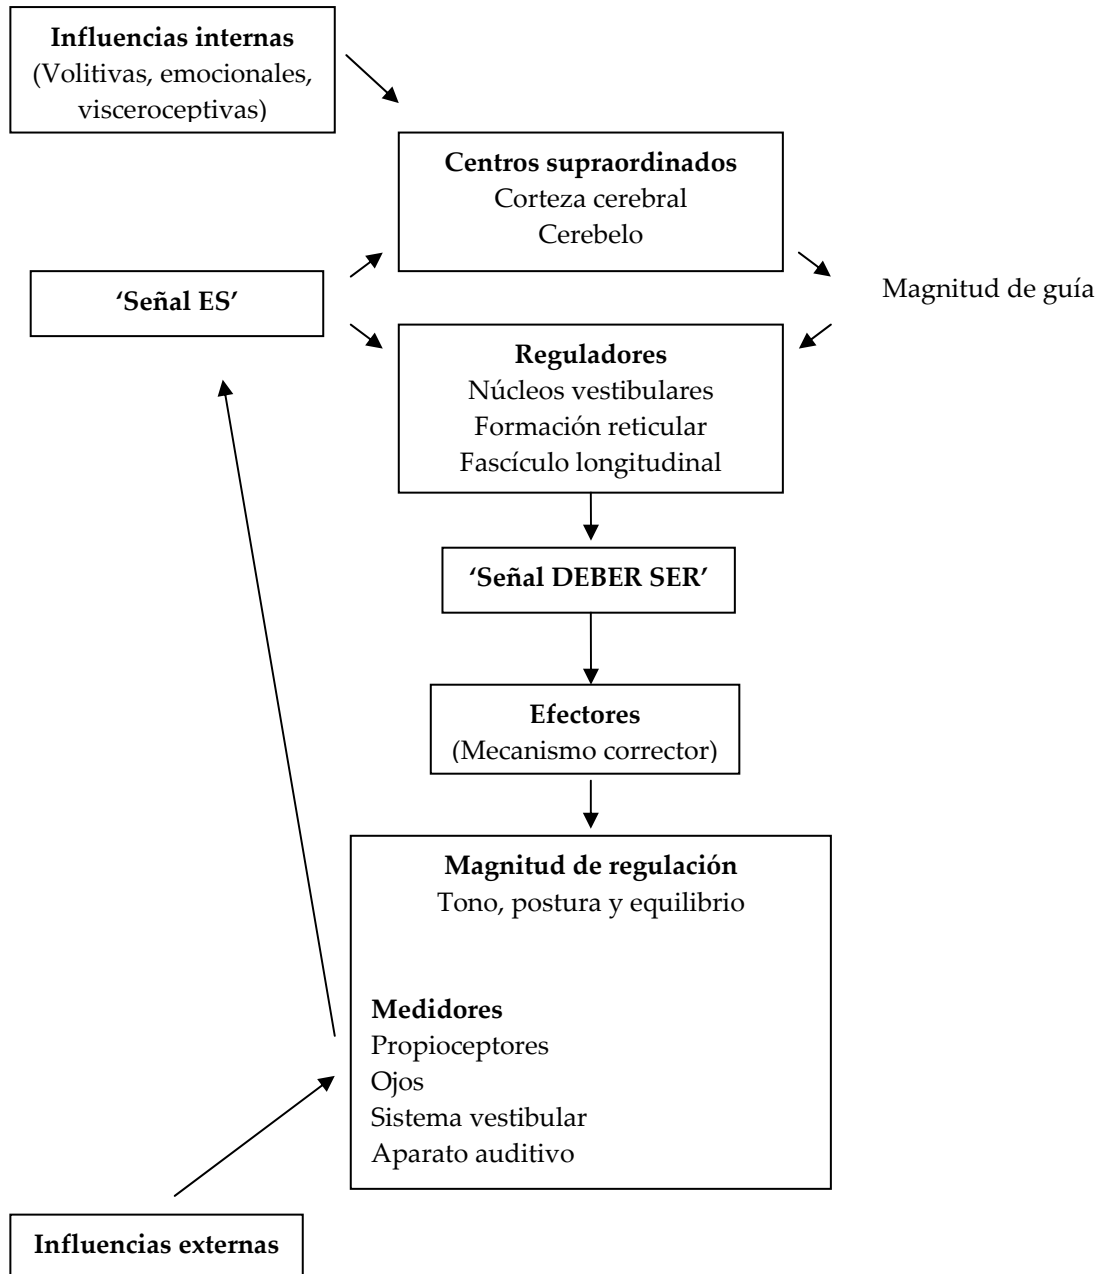 Influencias internas
(Volitivas, emocionales,
visceroceptivas)
Centros supraordinados
Corteza cerebral
Cerebelo
‘Señal ES’
Magnitud de guía
Reguladores
Núcleos vestibulares
Formación reticular
Fascículo longitudinal
‘Señal DEBER SER’
Efectores
(Mecanismo corrector)
Magnitud de regulación
Tono, postura y equilibrio
Medidores
Propioceptores
Ojos
Sistema vestibular
Aparato auditivo
Influencias externas